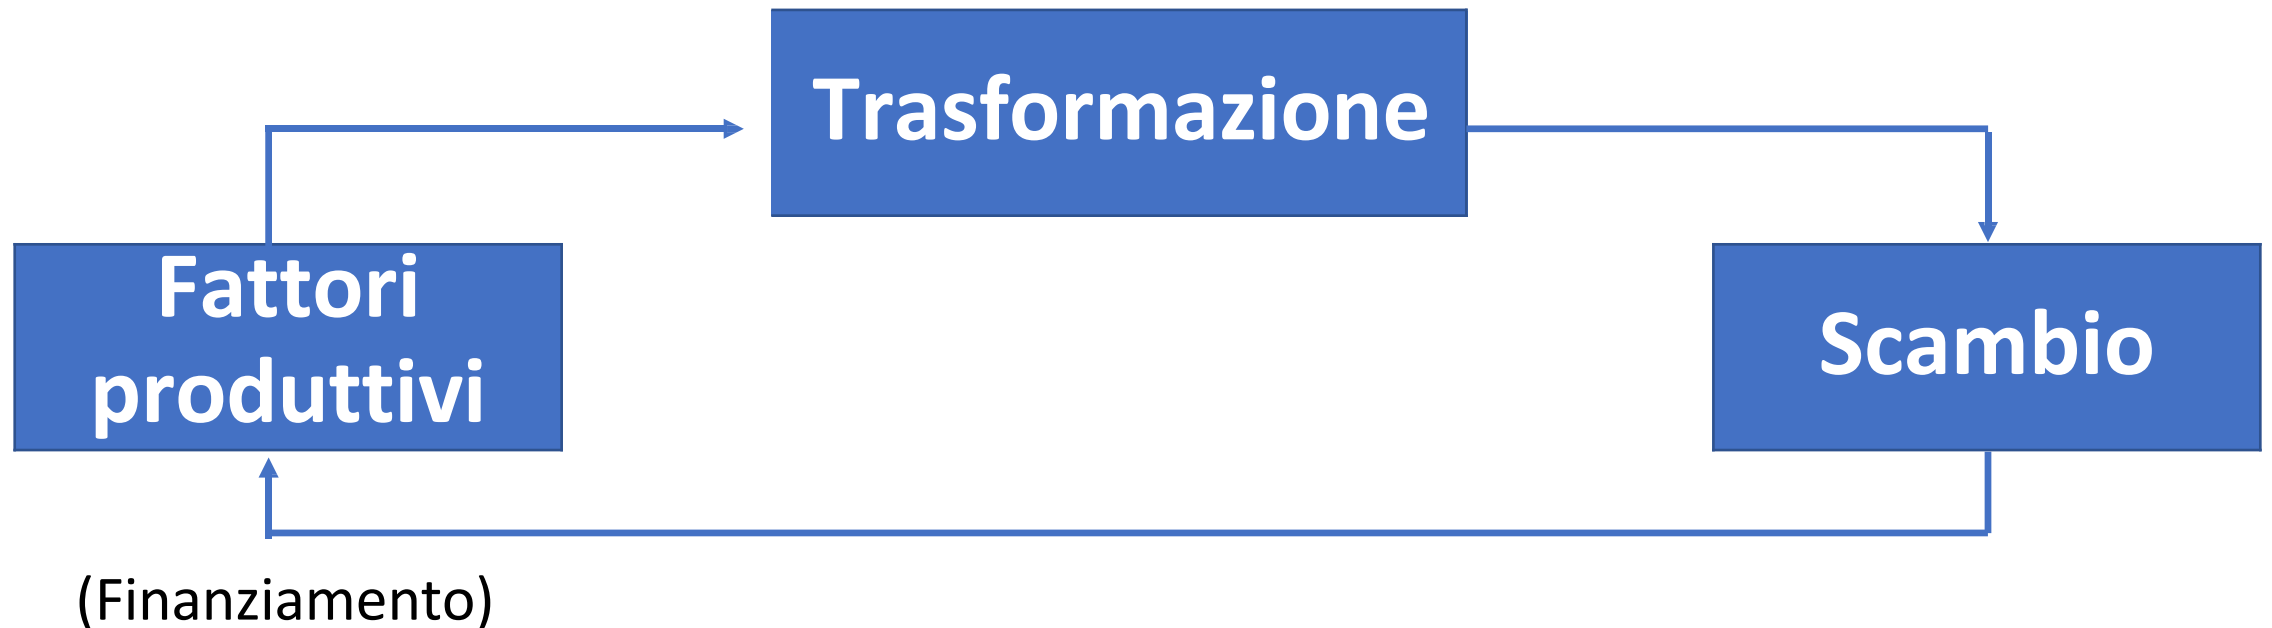 Trasformazione
Fattori
produttivi
Scambio
(Finanziamento)